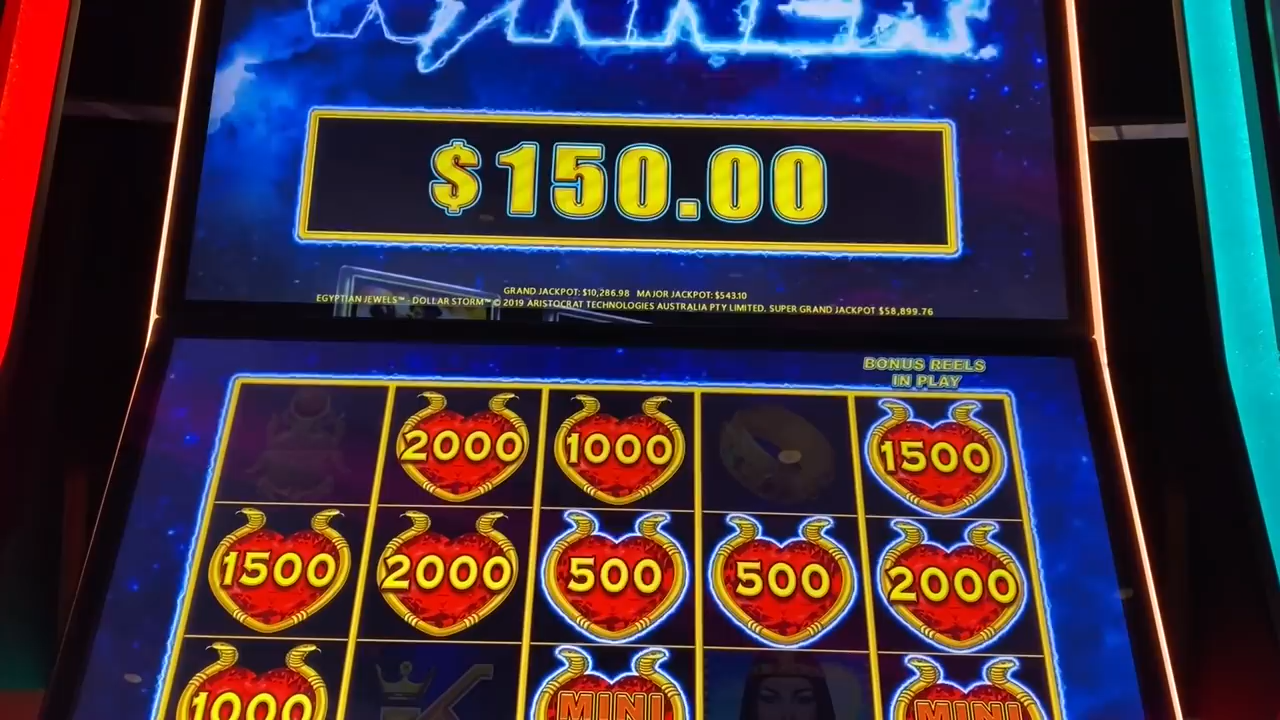 $150.00
GRAND JACKPOT: $10,286.98 MAJOR JACKPOT: $543.10
EGYPTIAN JEWELS™ - DOLLAR STORM™ © 2019 ARISTOCRAT TECHNOLOGIES AUSTRALIA PTY LIMITED. SUPER GRAND JACKPOT $58,899.76
BONUS REELS
IN PLAY
2000 1000 1500
1500 2000 500 500 2000
1000 K MINI MINI